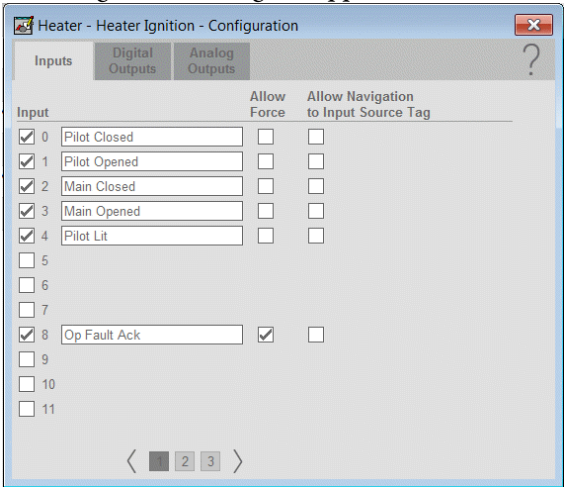 Heater - Heater Ignition - Configuration
Inputs Digital Outputs Analog Outputs ?
Input Allow Force Allow Navigation to Input Source Tag
0 Pilot Closed
1 Pilot Opened
2 Main Closed
3 Main Opened
4 Pilot Lit
5
6
7
8 Op Fault Ack
9
10
11
1 2 3